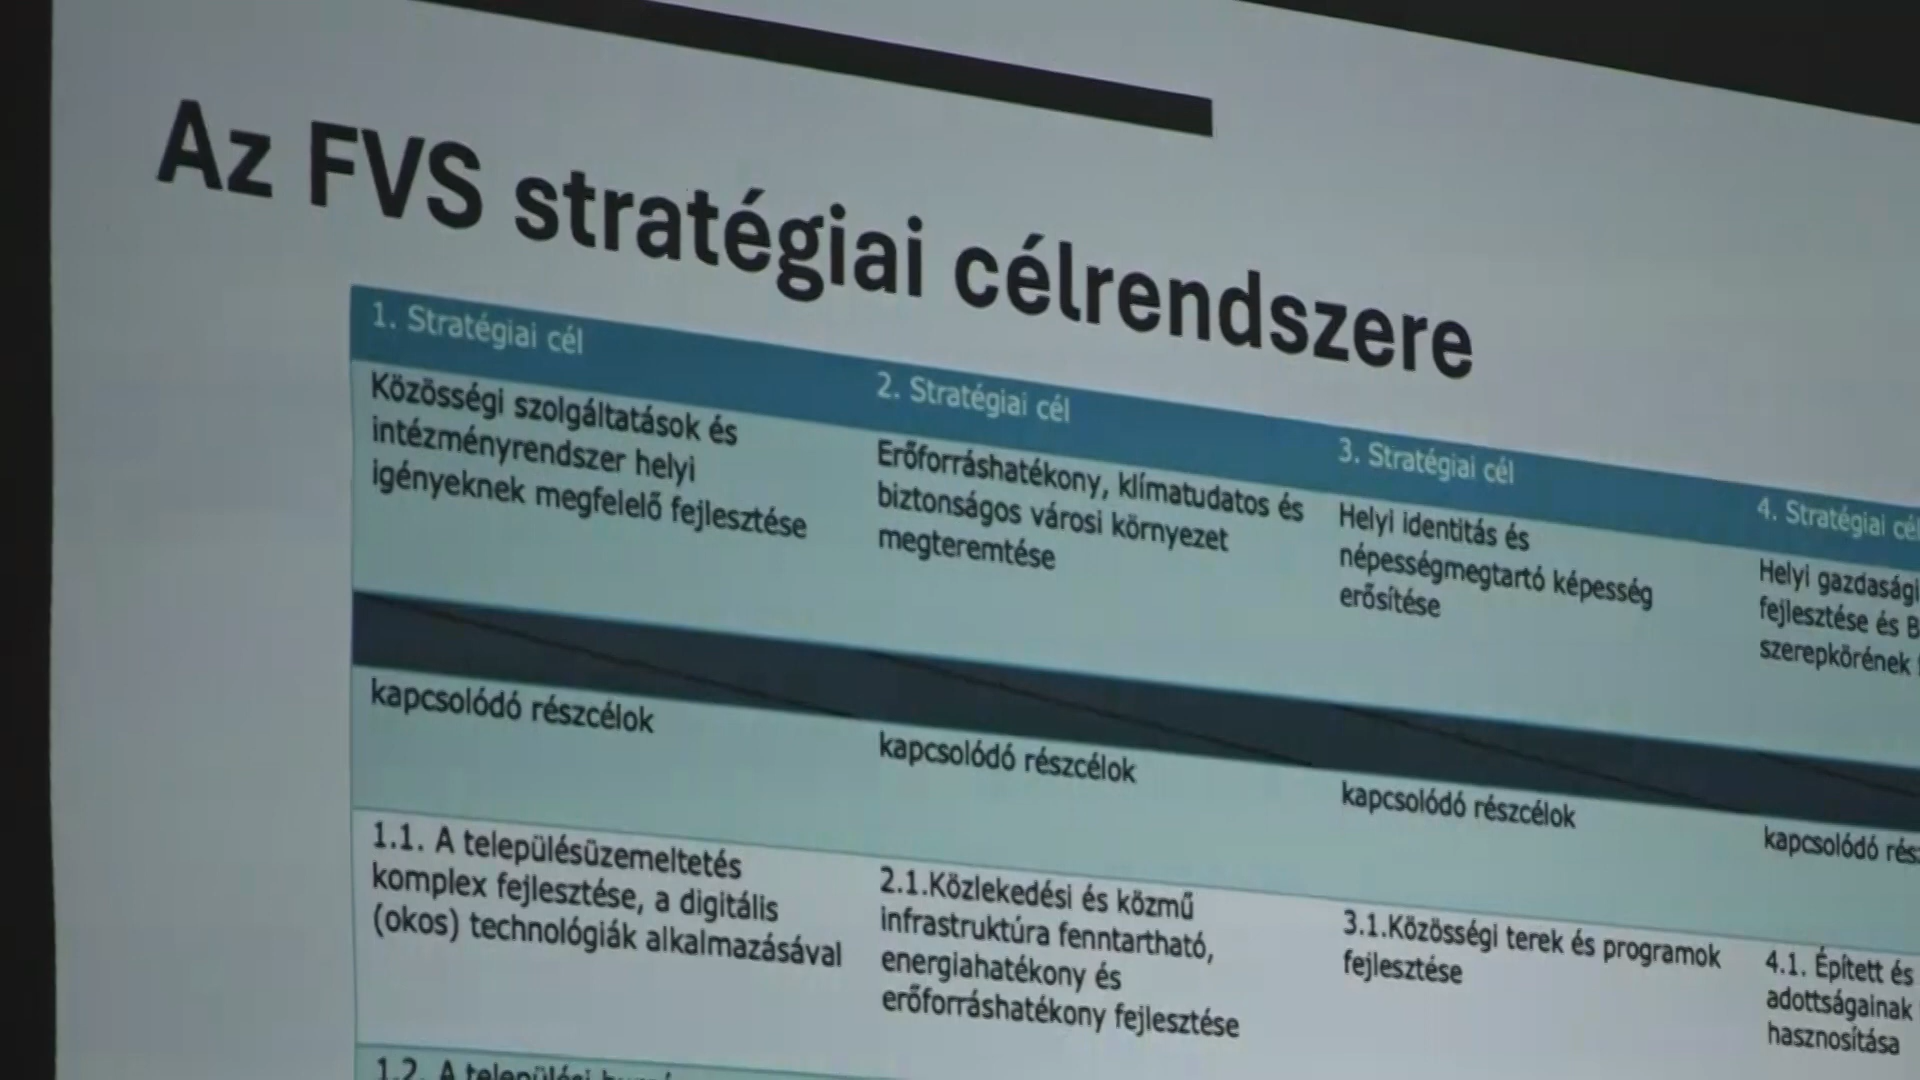 Az FVS stratégiai célrendszere
1. Stratégiai cél
Közösségi szolgáltatások és
intézményrendszer helyi
igényeknek megfelelő fejlesztése
2. Stratégiai cél
Erőforráshatékony, klímatudatos és
biztonságos városi környezet
megteremtése
3. Stratégiai cél
Helyi identitás és
népességmegtartó képesség
erősítése
4. Stratégiai cél
Helyi gazdasági
fejlesztése és
szerepkörének
kapcsolódó részcélok
kapcsolódó részcélok
kapcsolódó részcélok
kapcsolódó
1.1. A településüzemeltetés
komplex fejlesztése, a digitális
(okos) technológiák alkalmazásával
2.1.Közlekedési és közmű
infrastruktúra fenntartható,
energiahatékony és
erőforráshatékony fejlesztése
3.1.Közösségi terek és programok
fejlesztése
4.1. Épített és
adottságainak
hasznosítása
1.2. A települési